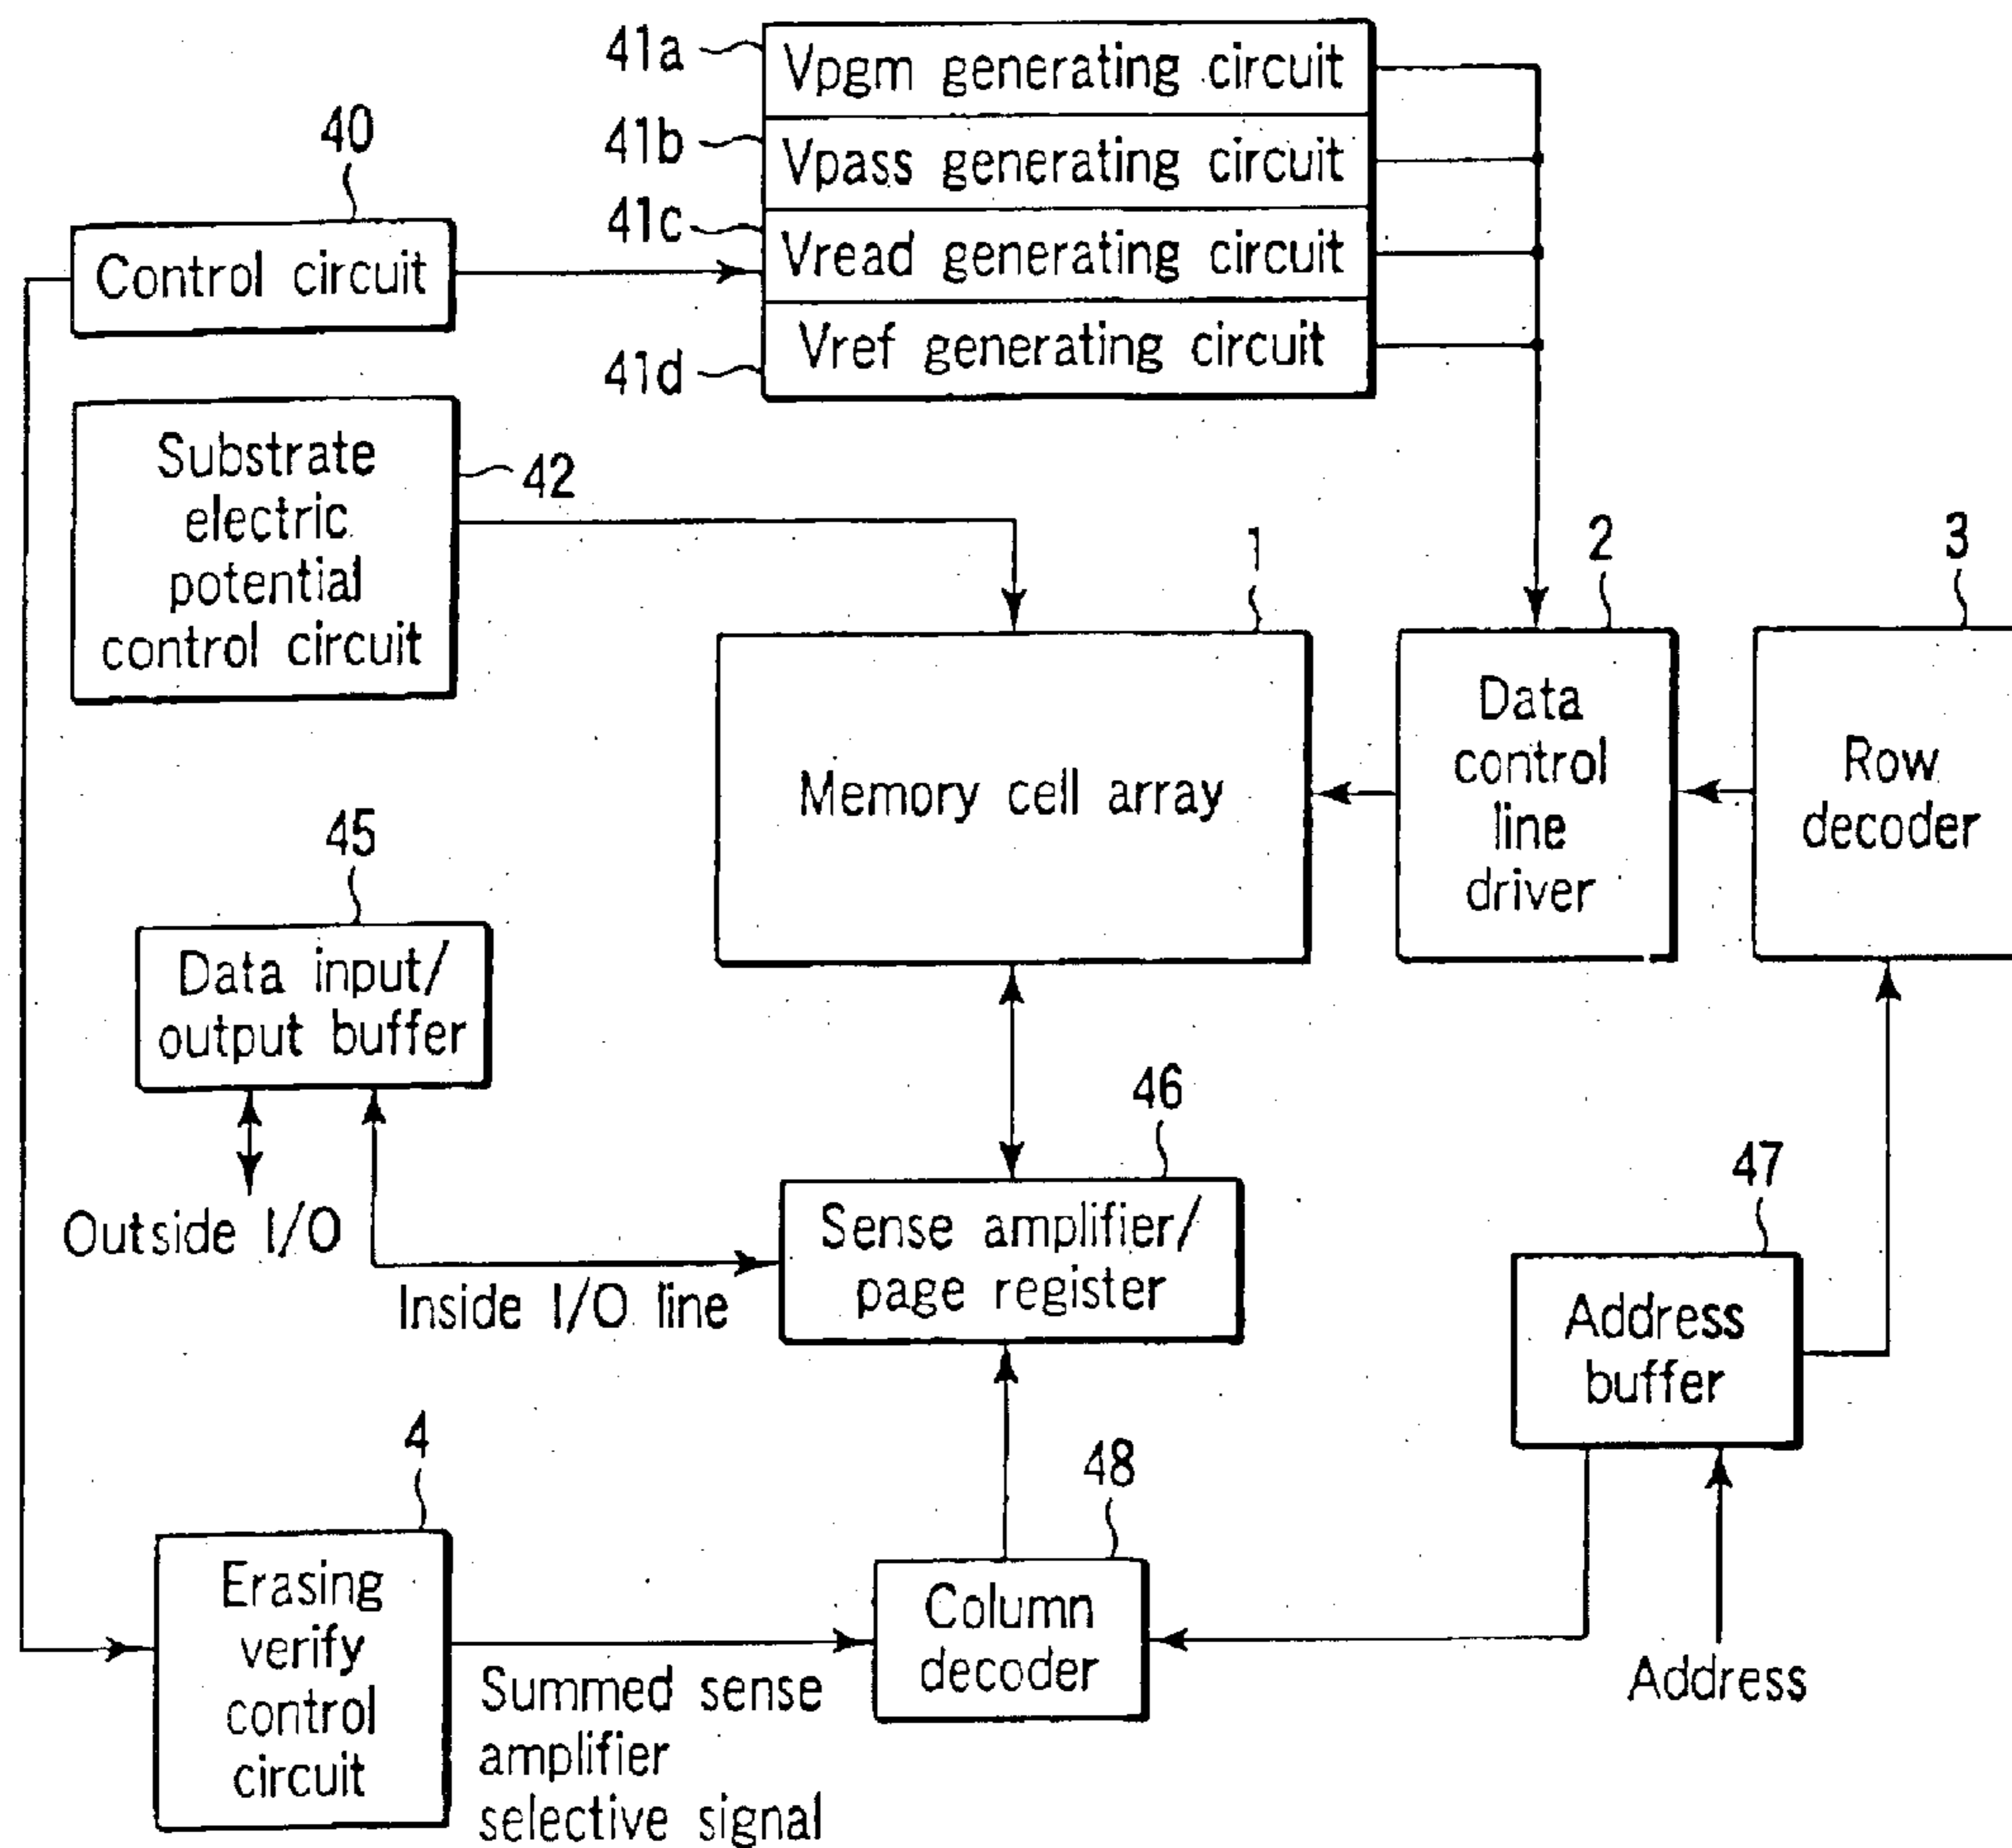 41a
Vpgm generating circuit
41b
Vpass generating circuit
41c
Vread generating circuit
41d
Vref generating circuit
40
Control circuit
42
Substrate
electric
potential
control circuit
1
Memory cell array
2
Data
control
line
driver
3
Row
decoder
45
Data input/
output buffer
Outside I/O
Inside I/O line
46
Sense amplifier/
page register
47
Address
buffer
Address
4
Erasing
verify
control
circuit
Summed sense
amplifier
selective signal
48
Column
decoder